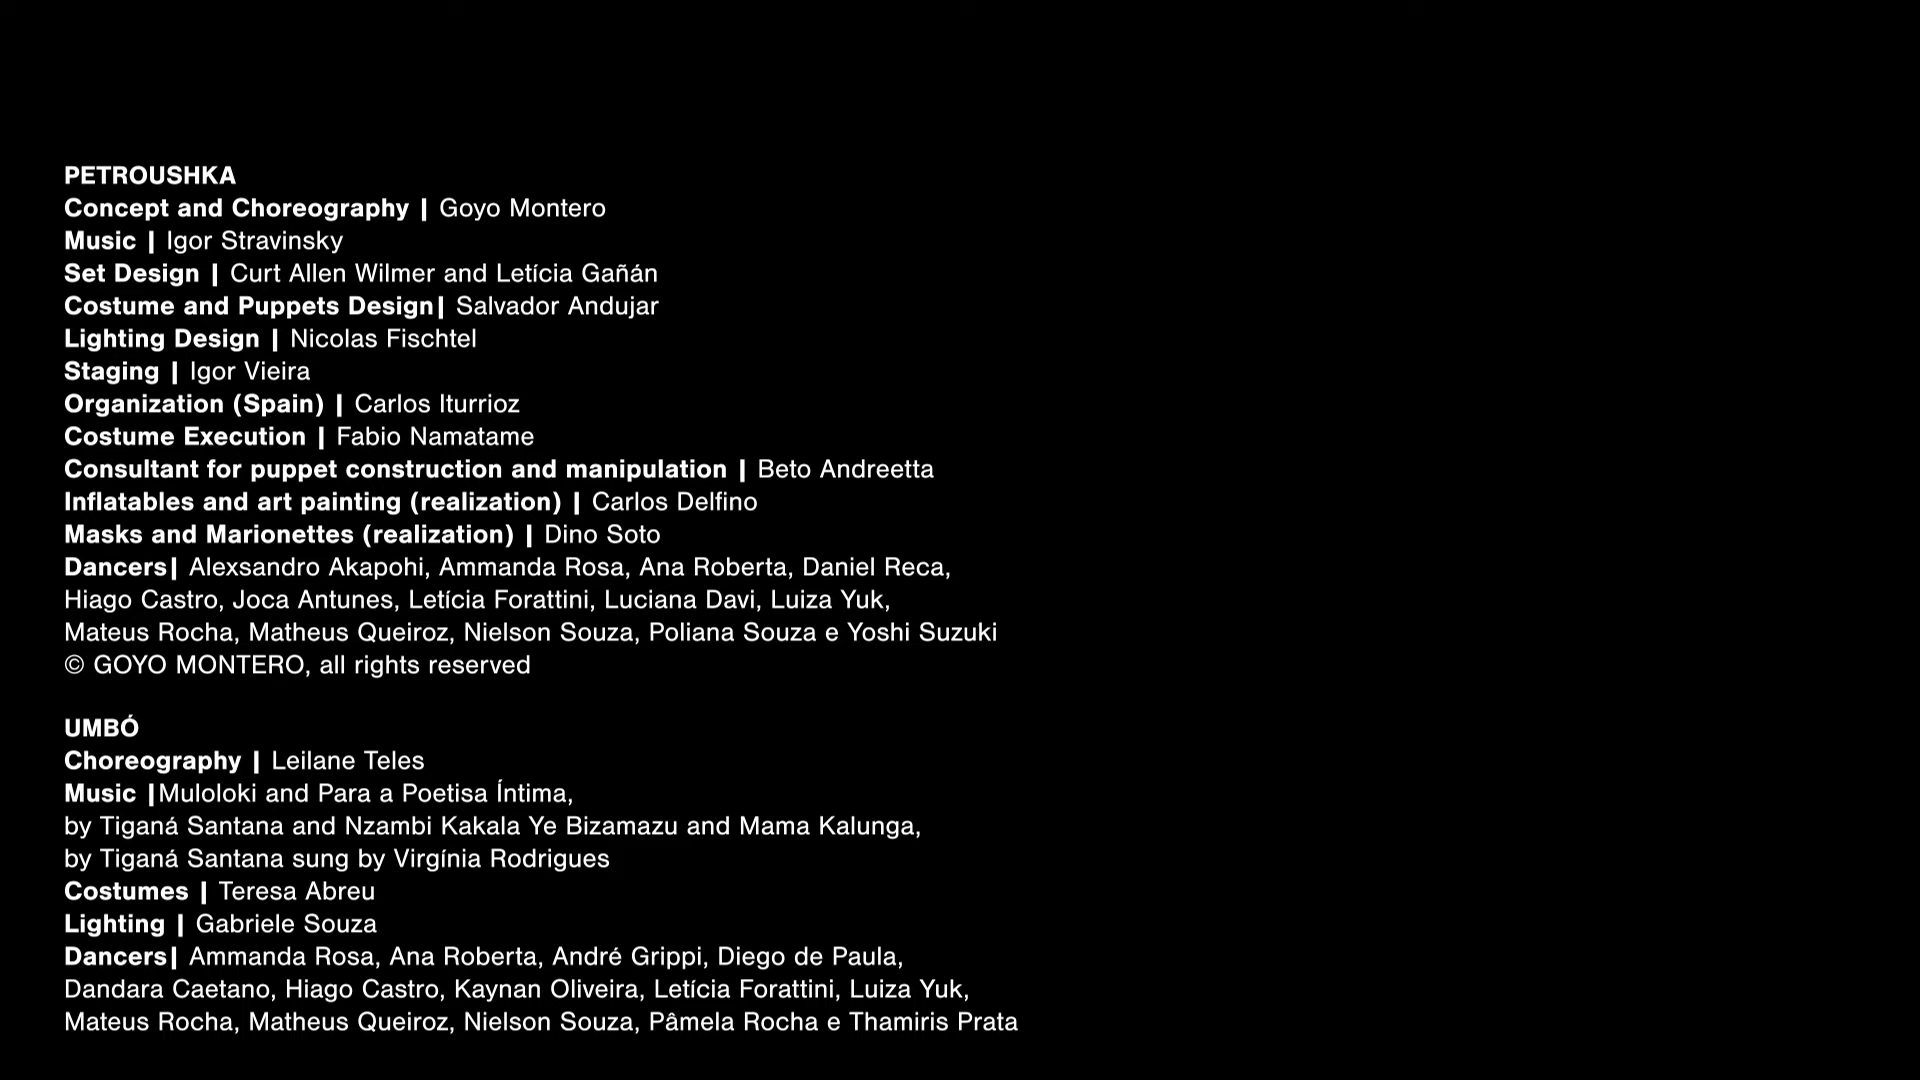 PETROUSHKA
Concept and Choreography | Goyo Montero
Music | Igor Stravinsky
Set Design | Curt Allen Wilmer and Letícia Gañán
Costume and Puppets Design| Salvador Andujar
Lighting Design | Nicolas Fischtel
Staging | Igor Vieira
Organization (Spain) | Carlos Iturrioz
Costume Execution | Fabio Namatame
Consultant for puppet construction and manipulation | Beto Andreetta
Inflatables and art painting (realization) | Carlos Delfino
Masks and Marionettes (realization) | Dino Soto
Dancers| Alexsandro Akapohi, Ammanda Rosa, Ana Roberta, Daniel Reca,
Hiago Castro, Joca Antunes, Letícia Forattini, Luciana Davi, Luiza Yuk,
Mateus Rocha, Matheus Queiroz, Nielson Souza, Poliana Souza e Yoshi Suzuki
© GOYO MONTERO, all rights reserved
UMBÓ
Choreography | Leilane Teles
Music |Muloloki and Para a Poetisa Íntima,
by Tiganá Santana and Nzambi Kakala Ye Bizamazu and Mama Kalunga,
by Tiganá Santana sung by Virgínia Rodrigues
Costumes | Teresa Abreu
Lighting | Gabriele Souza
Dancers| Ammanda Rosa, Ana Roberta, André Grippi, Diego de Paula,
Dandara Caetano, Hiago Castro, Kaynan Oliveira, Letícia Forattini, Luiza Yuk,
Mateus Rocha, Matheus Queiroz, Nielson Souza, Pâmela Rocha e Thamiris Prata